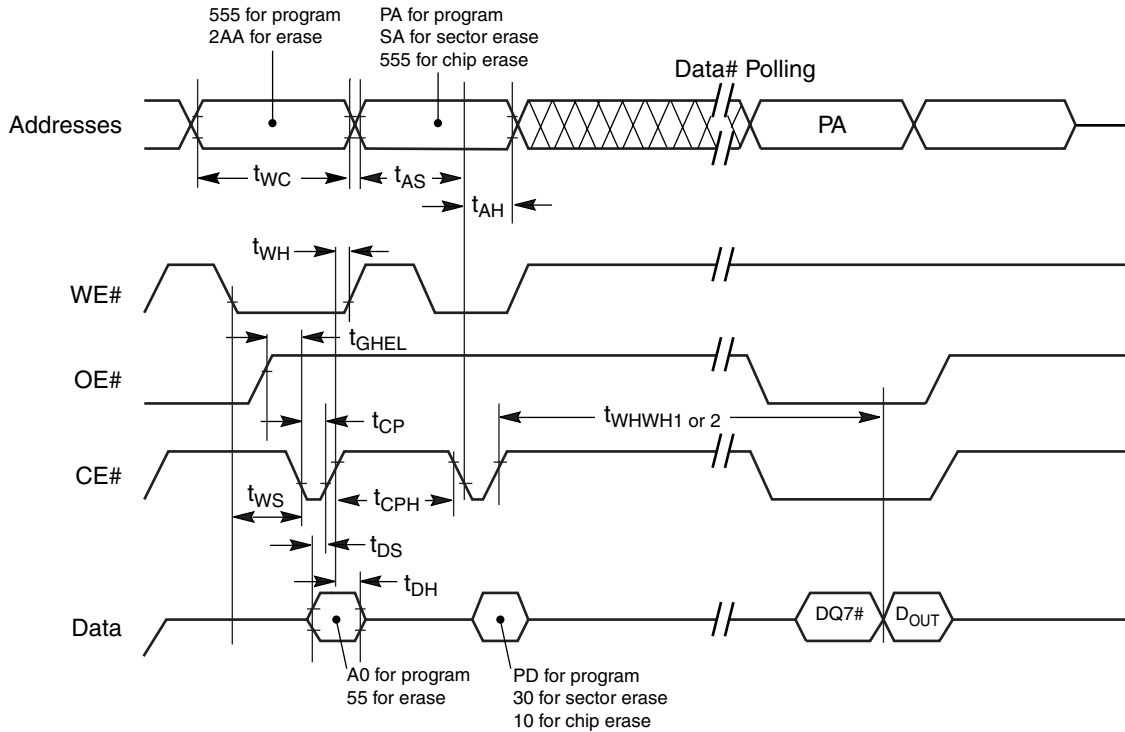 555 for program
2AA for erase
PA for program
SA for sector erase
555 for chip erase
Data# Polling
Addresses
PA
tWC
tAS
tAH
tWH
WE#
tGHEL
OE#
tCP
tWHWH1 or 2
CE#
tWS
tCPH
tDS
tDH
Data
DQ7#
DOUT
A0 for program
55 for erase
PD for program
30 for sector erase
10 for chip erase